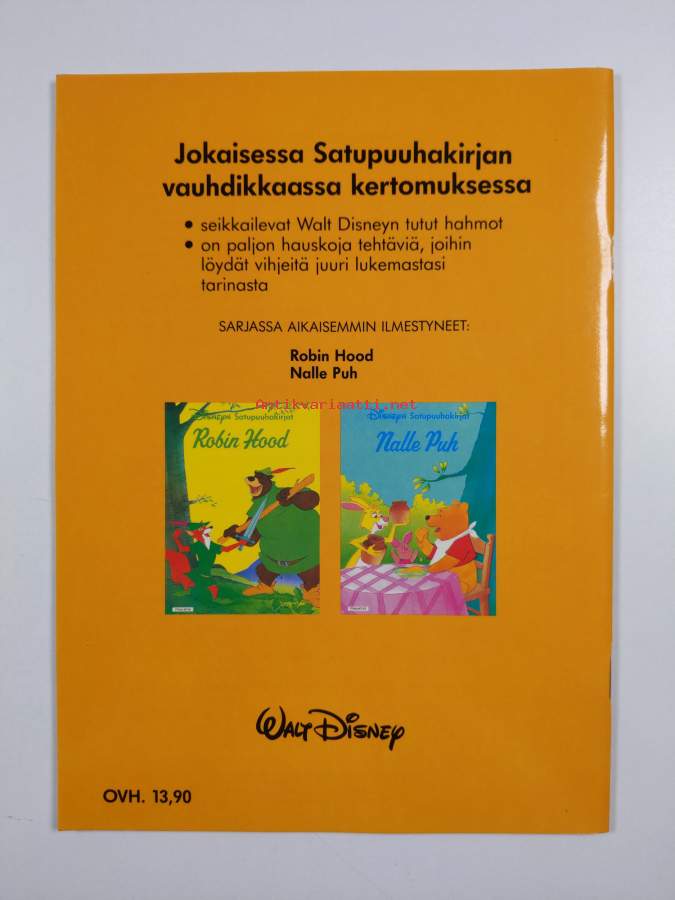 Jokaisessa Satupuuhakirjan
vauhdikkaassa kertomuksessa
• seikkailevat Walt Disneyn tutut hahmot
• on paljon hauskoja tehtäviä, joihin
löydät vihjeitä juuri lukemastasi
tarinasta
SARJASSA AIKAISEMMIN ILMESTYNEET:
Robin Hood
Nalle Puh
Antikvariaatti.net
DISNEYN Satupuuhakirjat
Robin Hood
DISNEYN Satupuuhakirjat
Nalle Puh
WALT DISNEY
OVH. 13,90